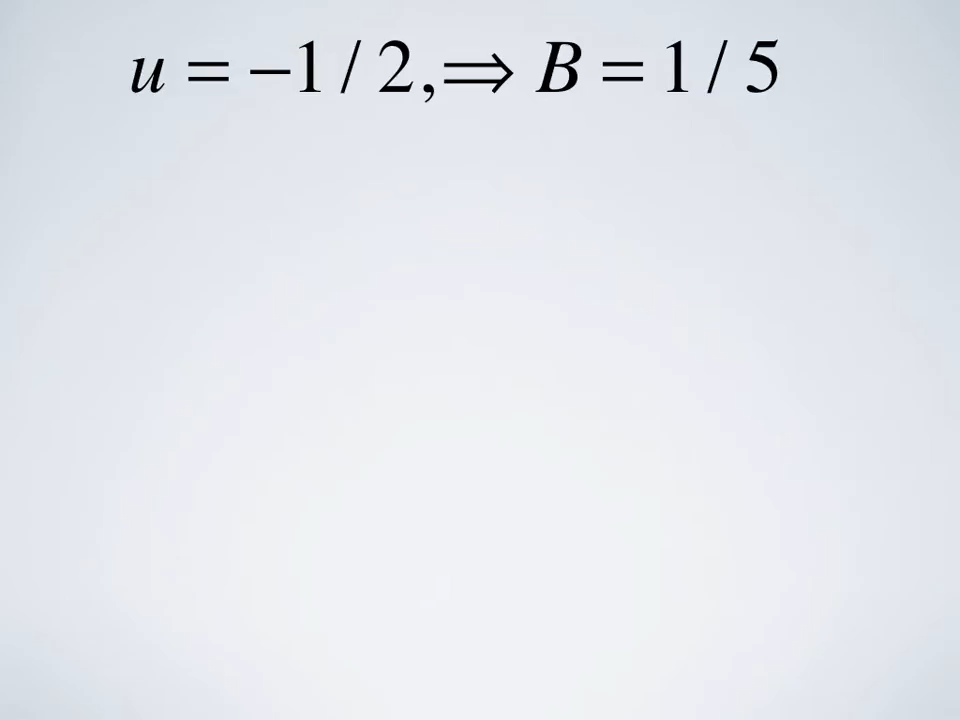 u = −1 / 2,⇒ B = 1 / 5